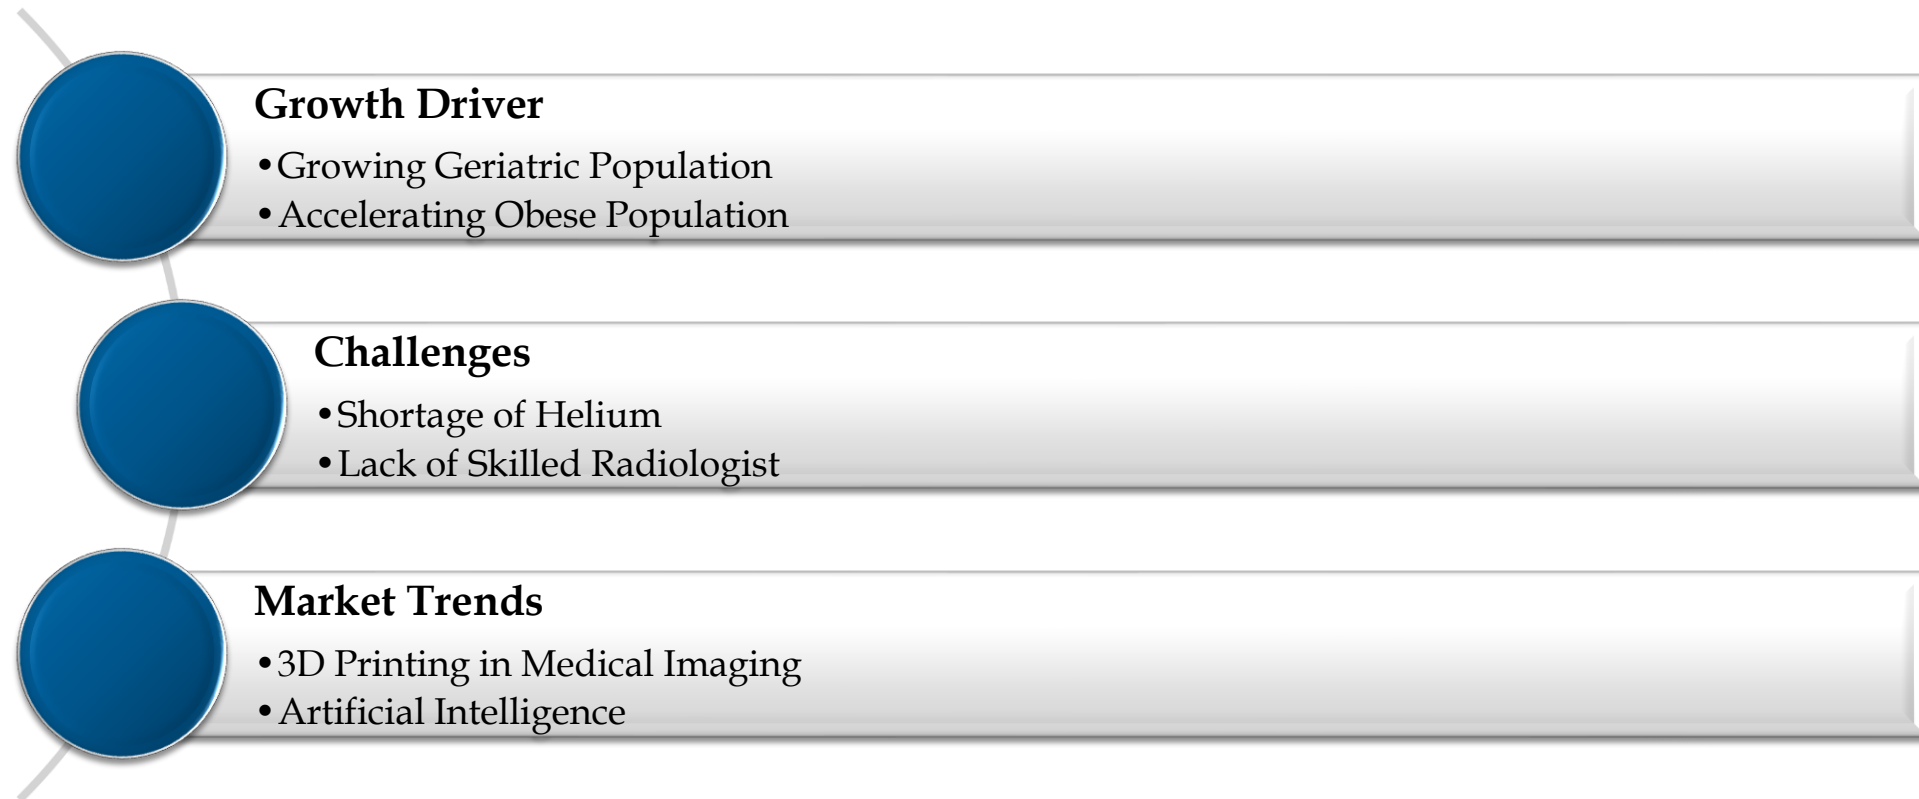 Growth Driver
•Growing Geriatric Population
•Accelerating Obese Population
Challenges
•Shortage of Helium
•Lack of Skilled Radiologist
Market Trends
•3D Printing in Medical Imaging
•Artificial Intelligence